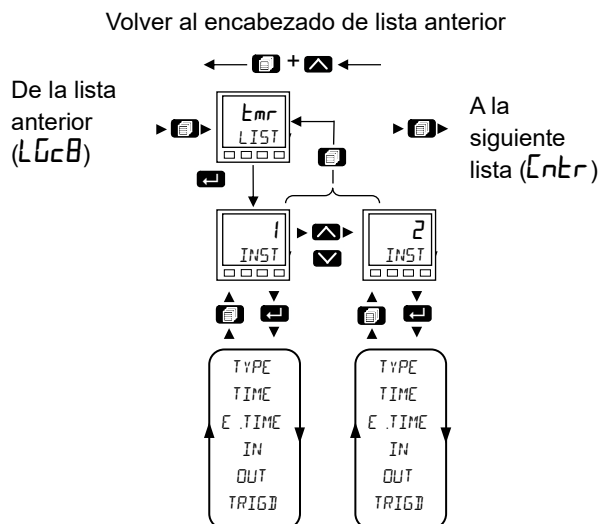 Volver al encabezado de lista anterior
+
De la lista
anterior
(LGc8)
tmr
LIST
A la
siguiente
lista (Cntr)
1
INST
2
INST
TYPE
TIME
E.TIME
IN
OUT
TRIGD
TYPE
TIME
E.TIME
IN
OUT
TRIGD